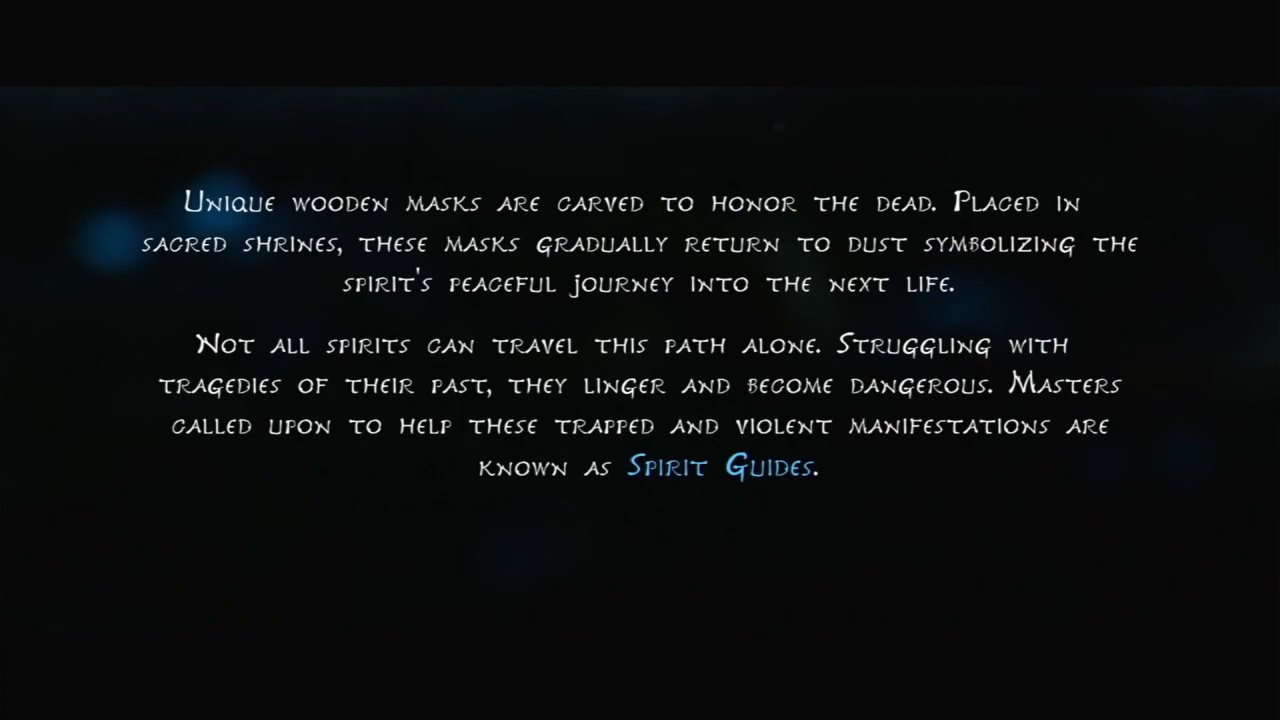 Unique wooden masks are carved to honor the dead. Placed in
sacred shrines, these masks gradually return to dust symbolizing the
spirit's peaceful journey into the next life.
Not all spirits can travel this path alone. Struggling with
tragedies of their past, they linger and become dangerous. Masters
called upon to help these trapped and violent manifestations are
known as Spirit Guides.